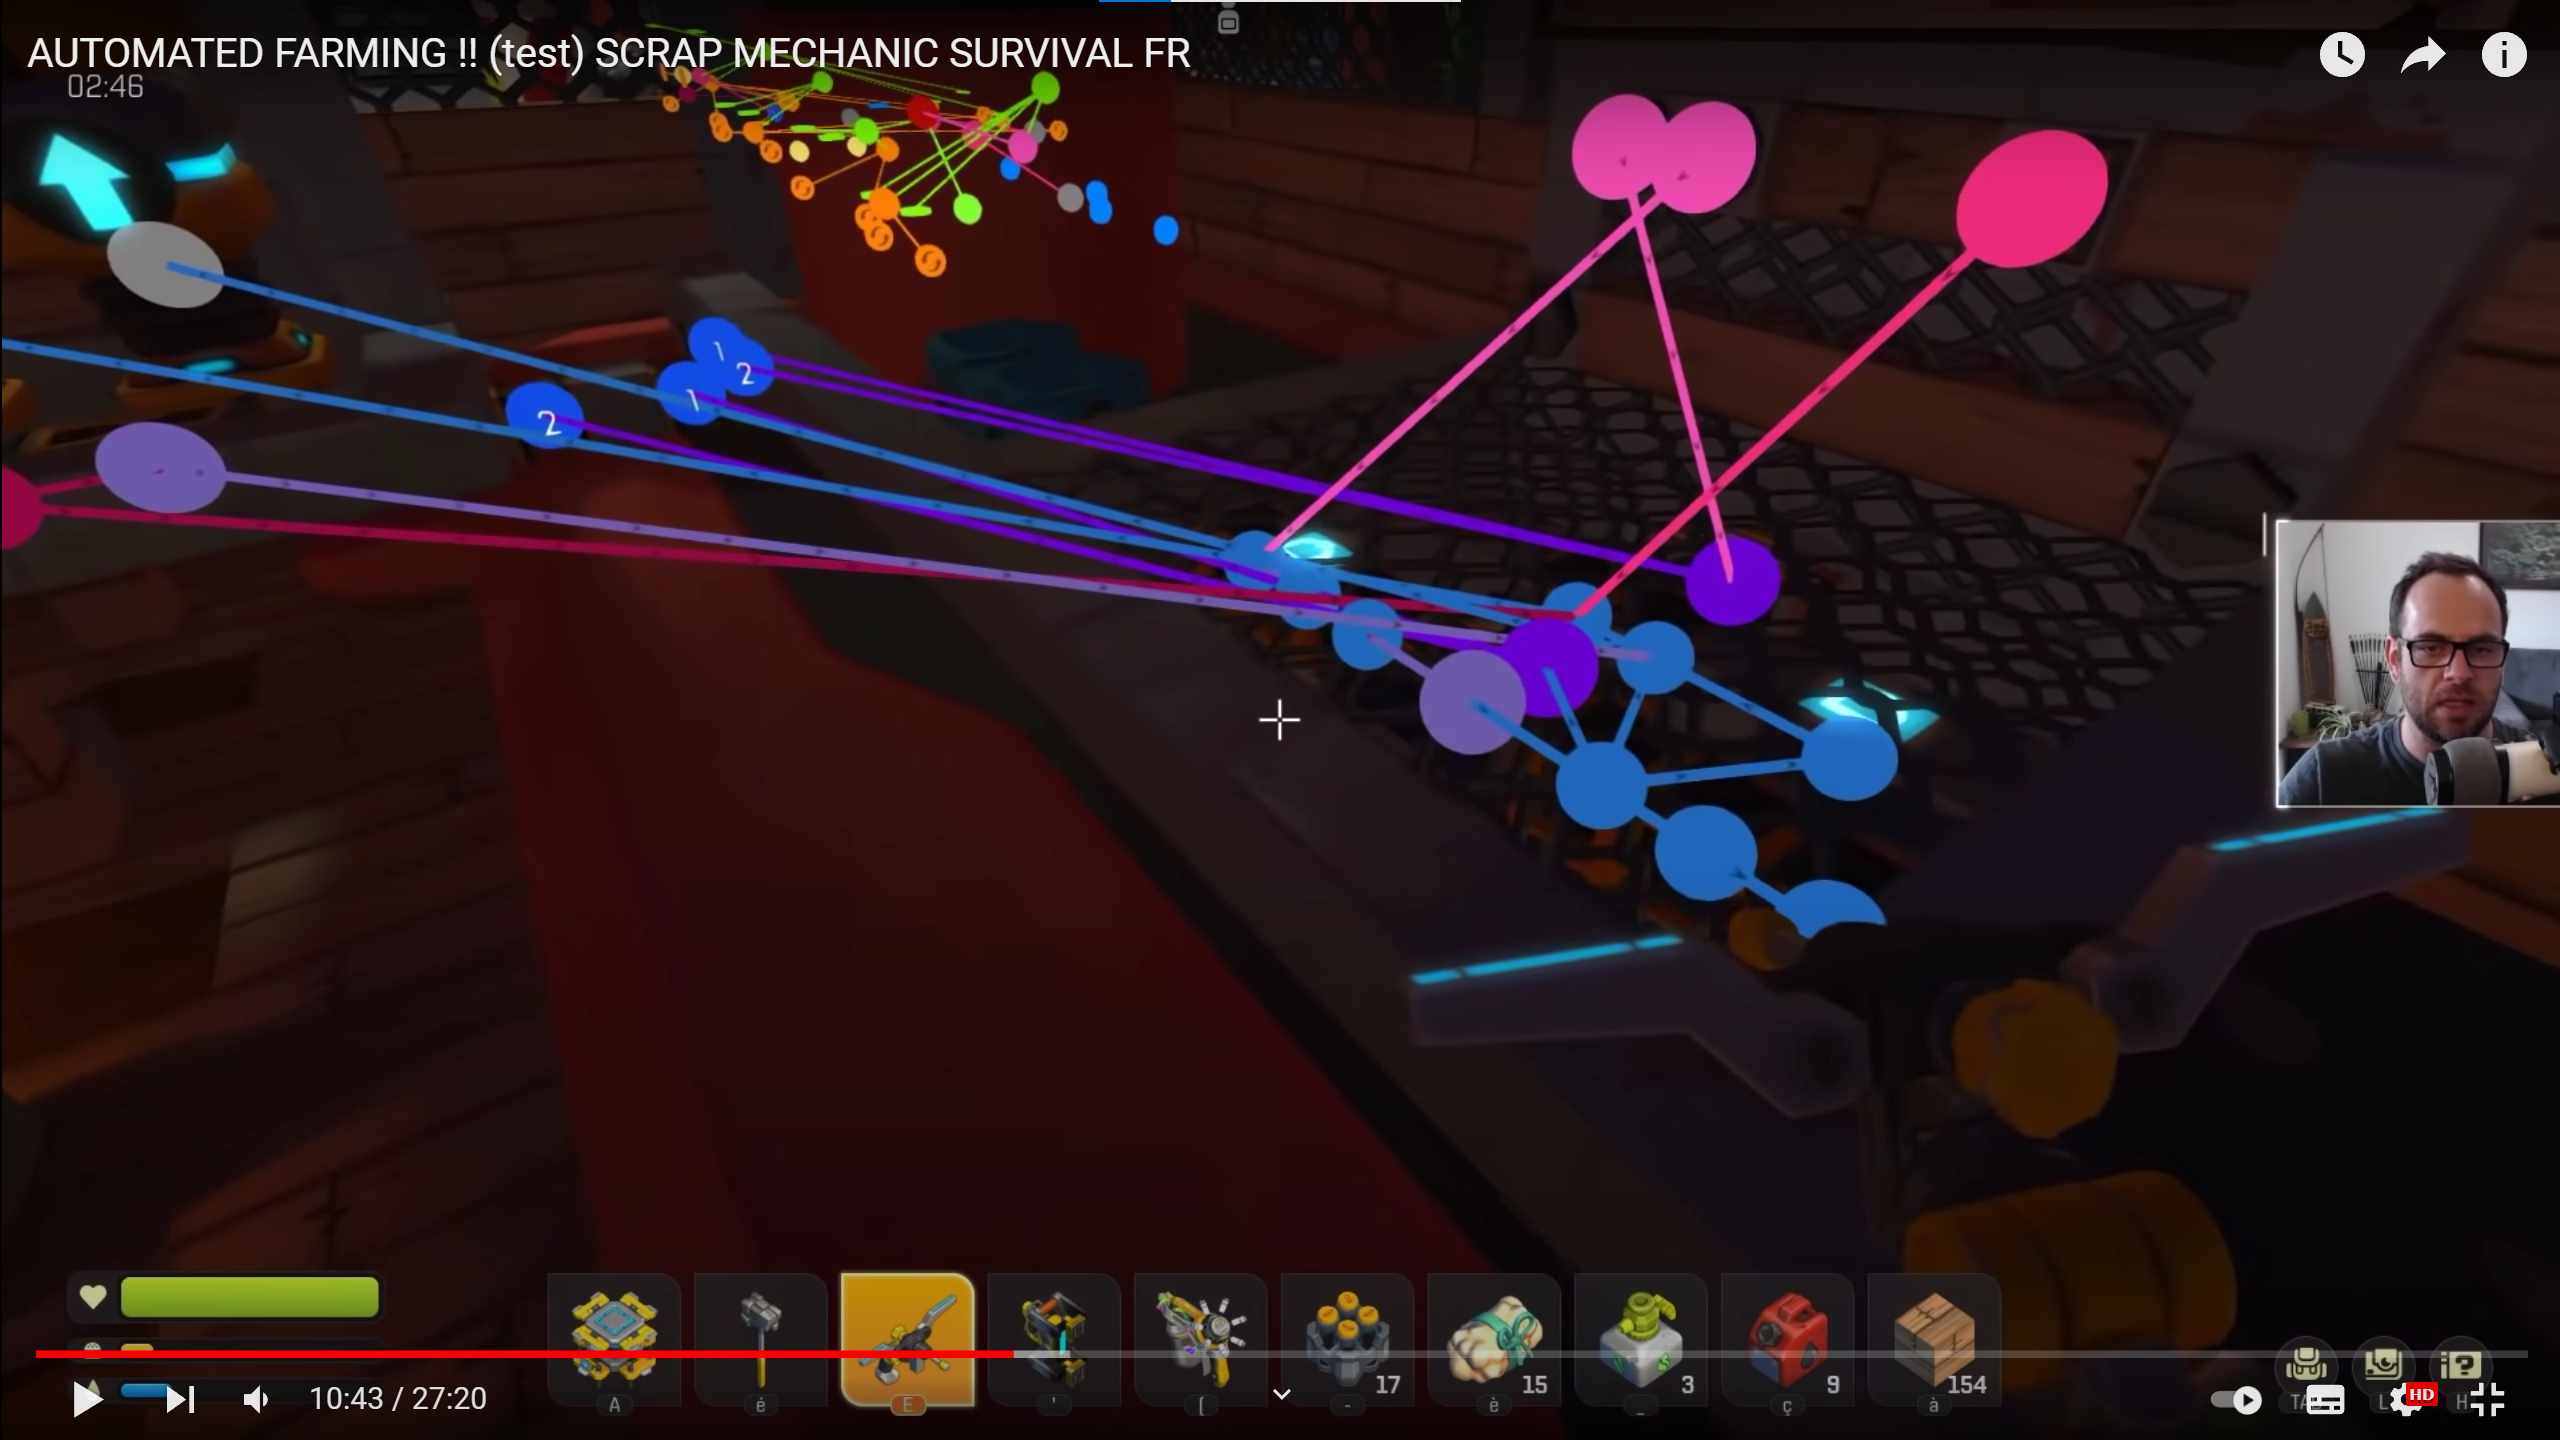 AUTOMATED FARMING !! (test) SCRAP MECHANIC SURVIVAL FR
02:46
1
2
1
2
17
15
3
9
154
A
é
E
'
[
-
è
_
ç
à
10:43 / 27:20
HD
L
H